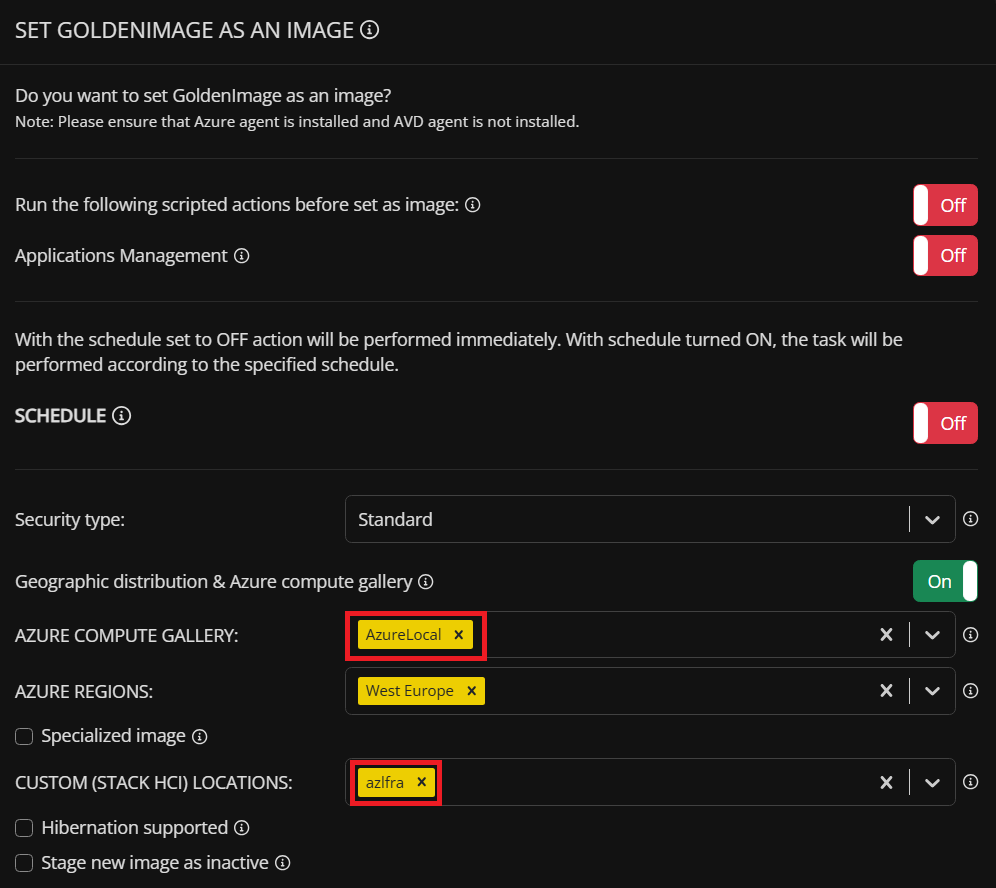 SET GOLDENIMAGE AS AN IMAGE
Do you want to set GoldenImage as an image?
Note: Please ensure that Azure agent is installed and AVD agent is not installed.
Run the following scripted actions before set as image:
Off
Applications Management
Off
With the schedule set to OFF action will be performed immediately. With schedule turned ON, the task will be
performed according to the specified schedule.
SCHEDULE
Off
Security type:
Standard
Geographic distribution & Azure compute gallery
On
AZURE COMPUTE GALLERY:
AzureLocal
AZURE REGIONS:
West Europe
Specialized image
CUSTOM (STACK HCI) LOCATIONS:
azlfra
Hibernation supported
Stage new image as inactive